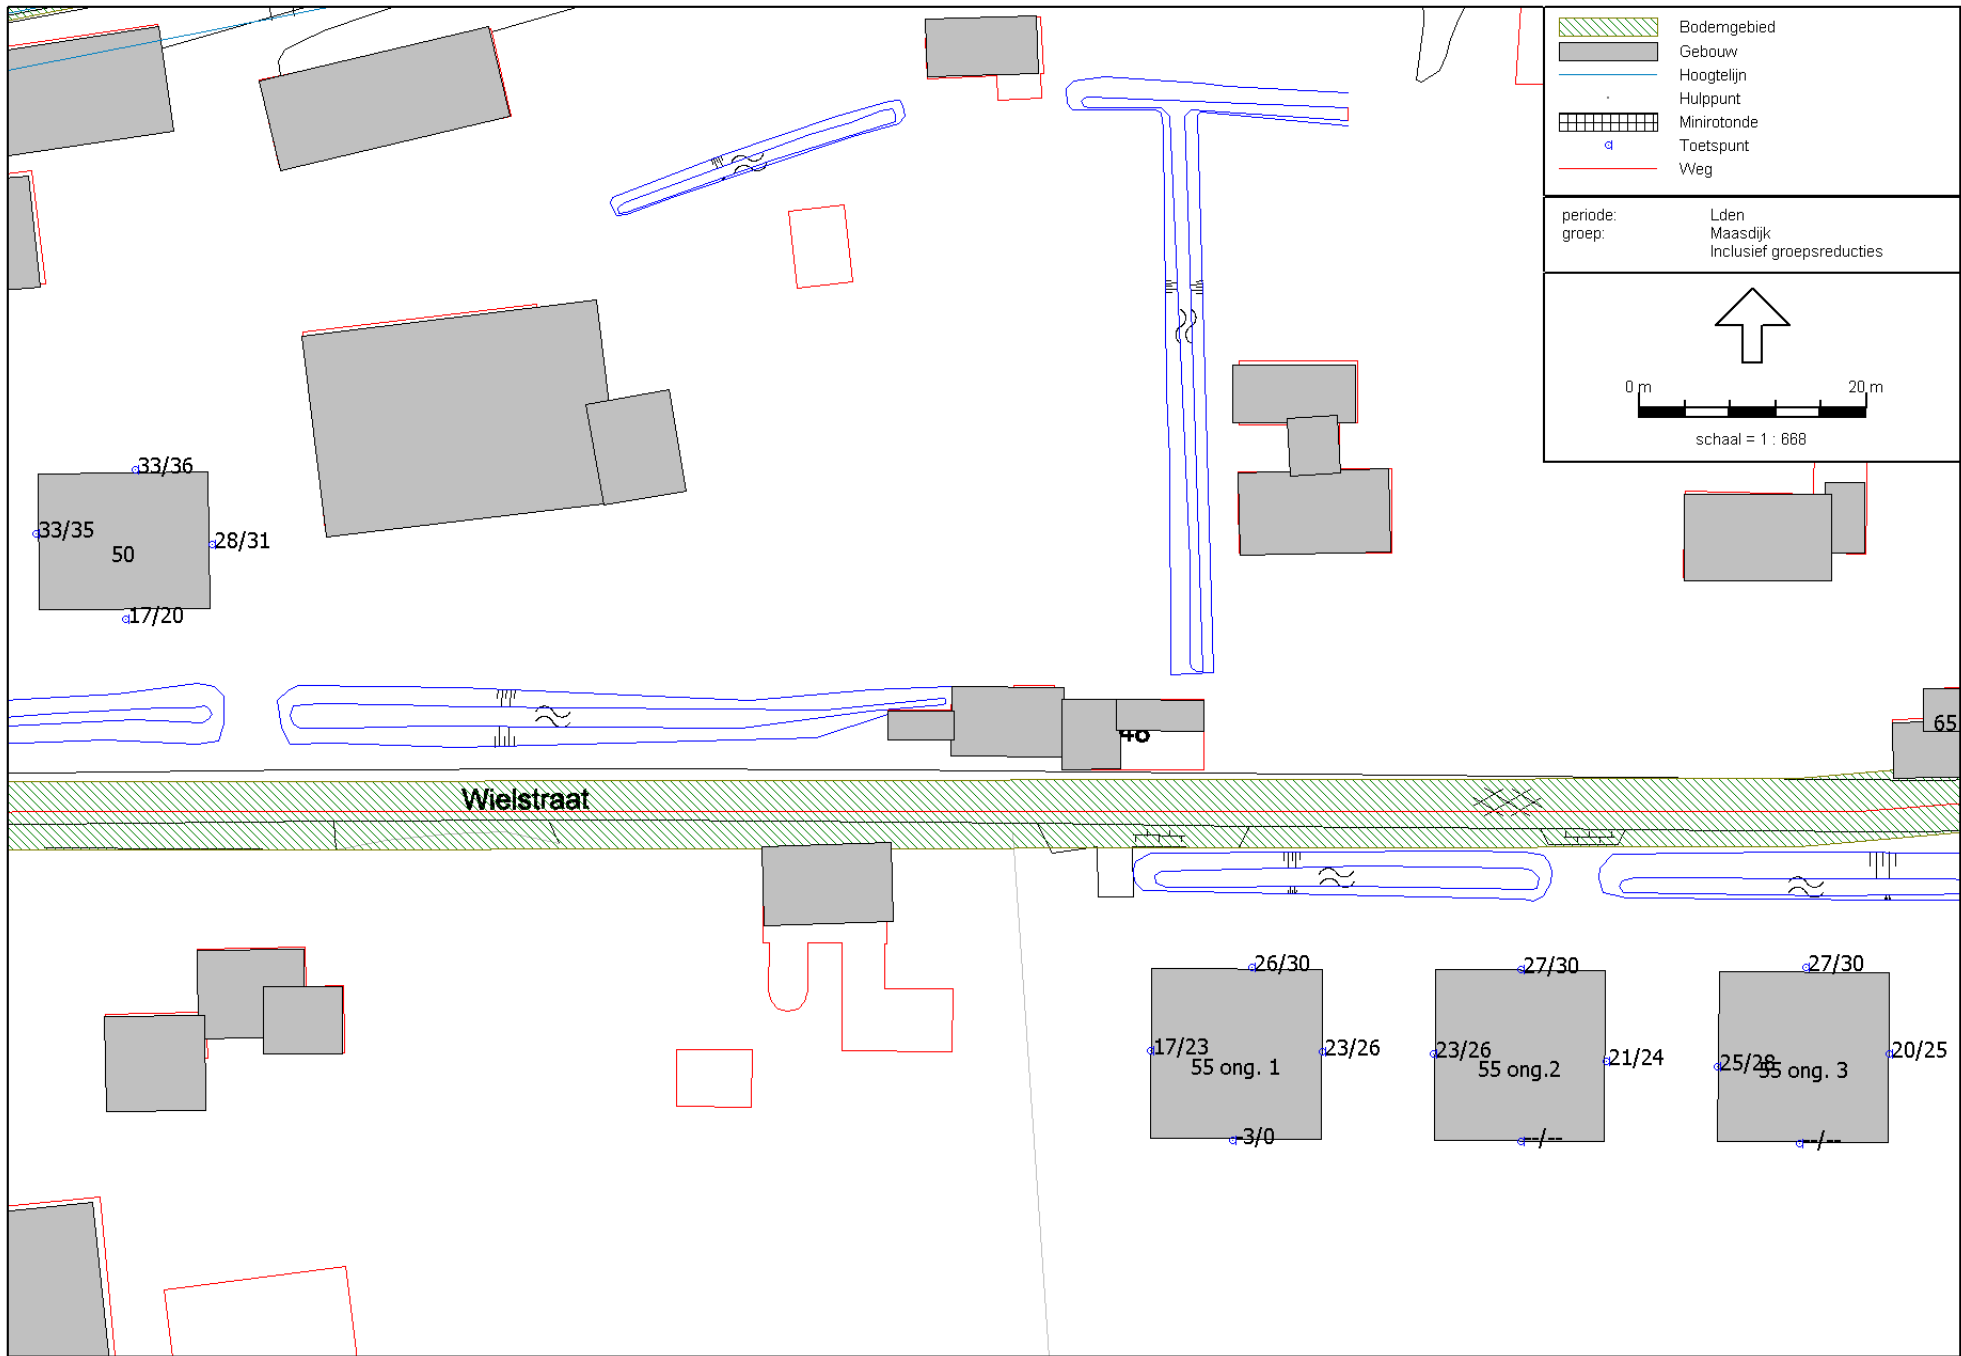 Bodemgebied
Gebouw
Hoogtelijn
Hulppunt
Minirotonde
Toetspunt
Weg
periode: Lden
groep: Maasdijk
Inclusief groepsreducties
0 m 20 m
schaal = 1 : 668
33/36
33/35
28/31
50
17/20
65
Wielstraat
26/30
27/30
27/30
17/23
23/26
23/26
21/24
25/28
20/25
55 ong. 1
55 ong.2
55 ong. 3
-3/0
--/--
--/--